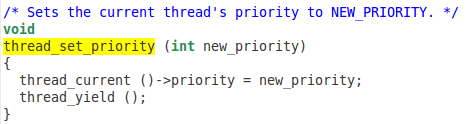 /* Sets the current thread's priority to NEW_PRIORITY. */
void
thread_set_priority (int new_priority)
{
  thread_current ()->priority = new_priority;
  thread_yield ();
}